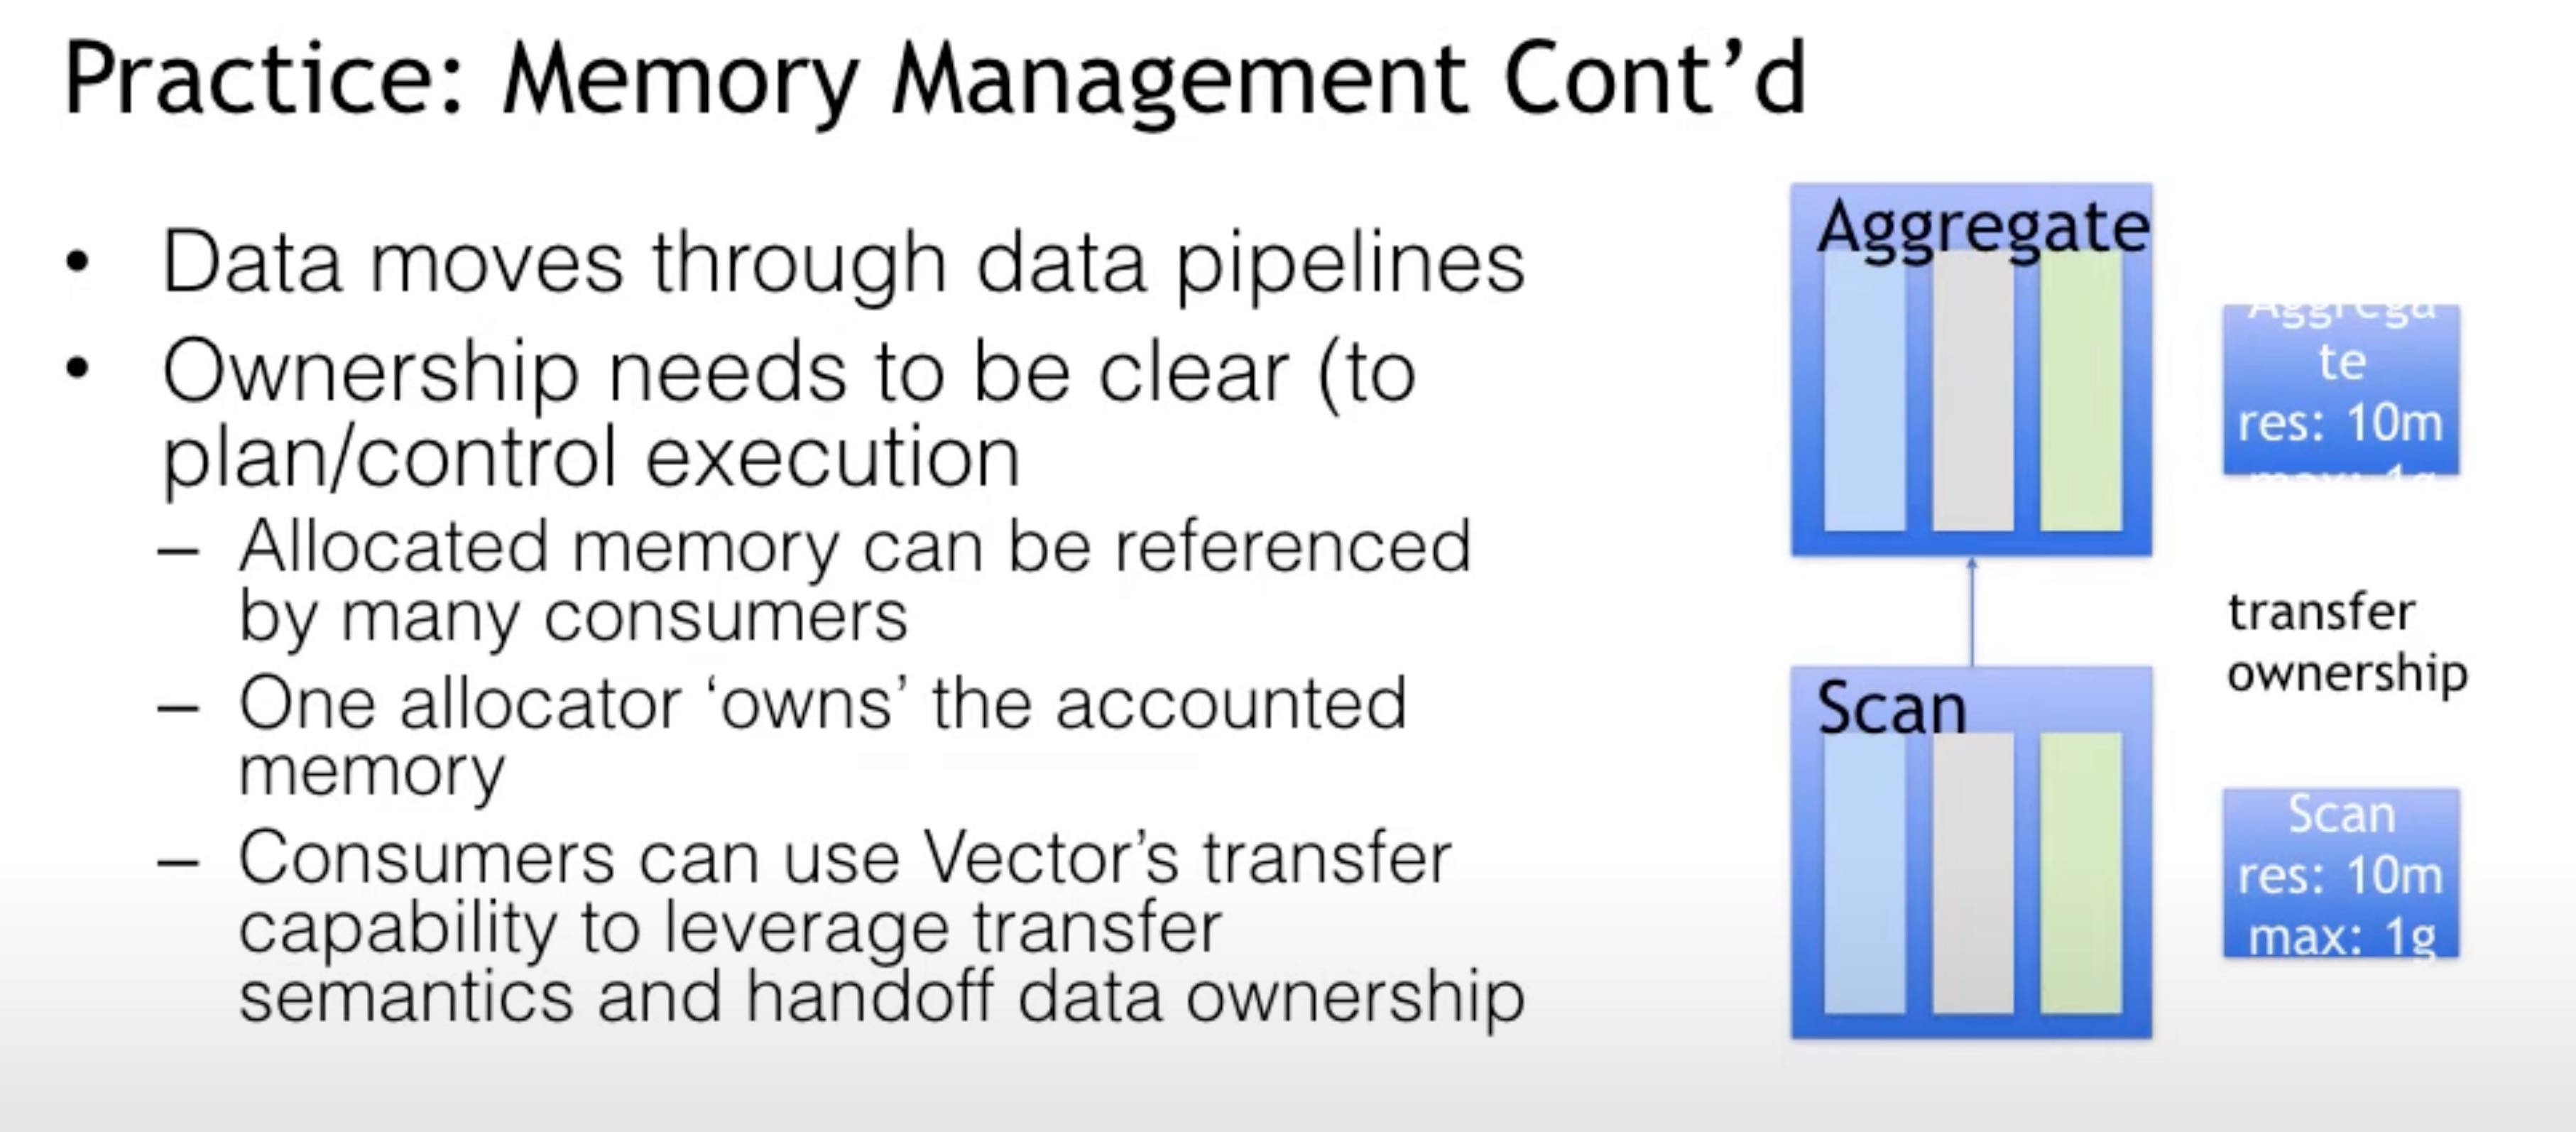 Practice: Memory Management Cont’d
• Data moves through data pipelines
• Ownership needs to be clear (to
plan/control execution
– Allocated memory can be referenced
by many consumers
– One allocator ‘owns’ the accounted
memory
– Consumers can use Vector’s transfer
capability to leverage transfer
semantics and handoff data ownership
Aggregate
Aggrega
te
res: 10m
max: 1g
transfer
ownership
Scan
Scan
res: 10m
max: 1g